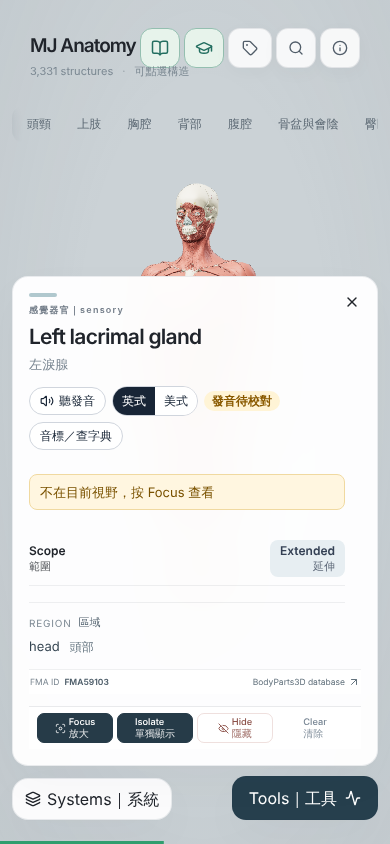 MJ Anatomy
3,331 structures · 可點選構造
頭頸 上肢 胸腔 背部 腹腔 骨盆與會陰
感覺器官｜sensory
Left lacrimal gland
左淚腺
聽發音 英式 美式 發音待校對
音標／查字典
不在目前視野，按 Focus 查看
Scope Extended
範圍 延伸
REGION 區域
head 頭部
FMA ID FMA59103 BodyParts3D database
Focus Isolate Hide Clear
放大 單獨顯示 隱藏 清除
Systems｜系統 Tools｜工具